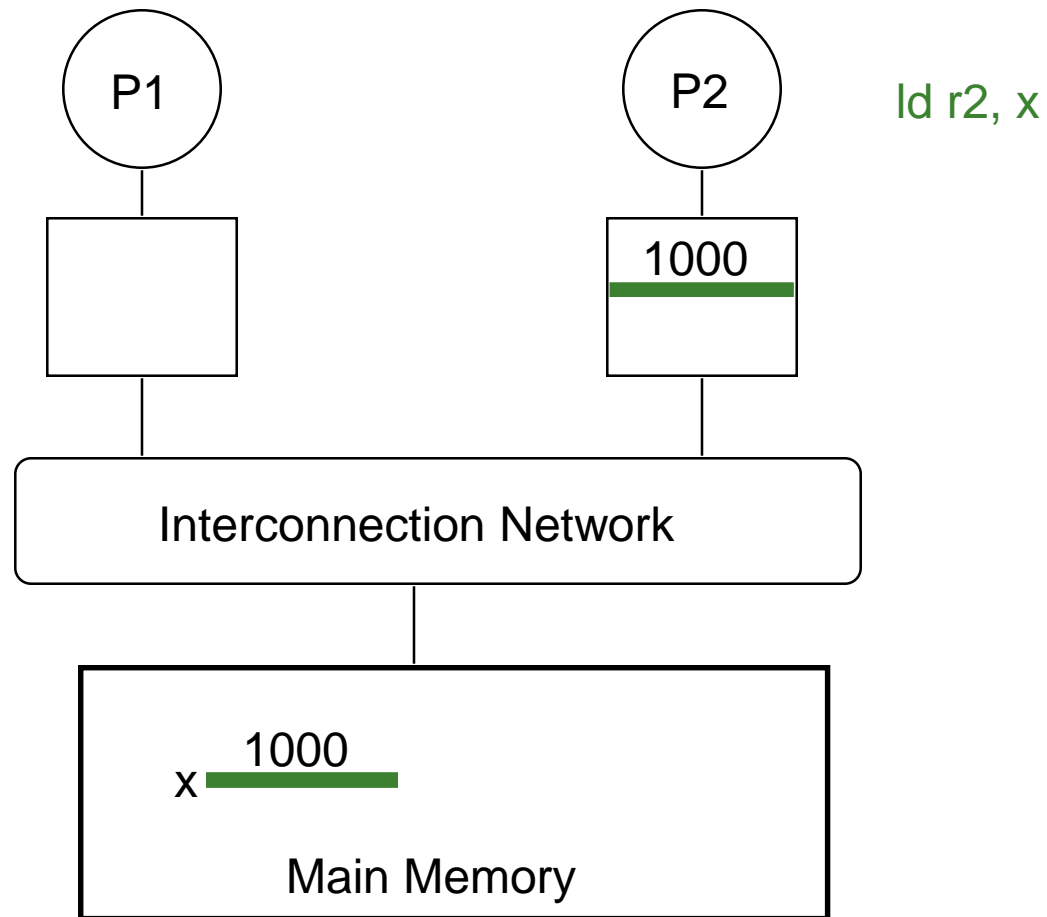 P1
P2
ld r2, x
1000
Interconnection Network
1000
x
Main Memory